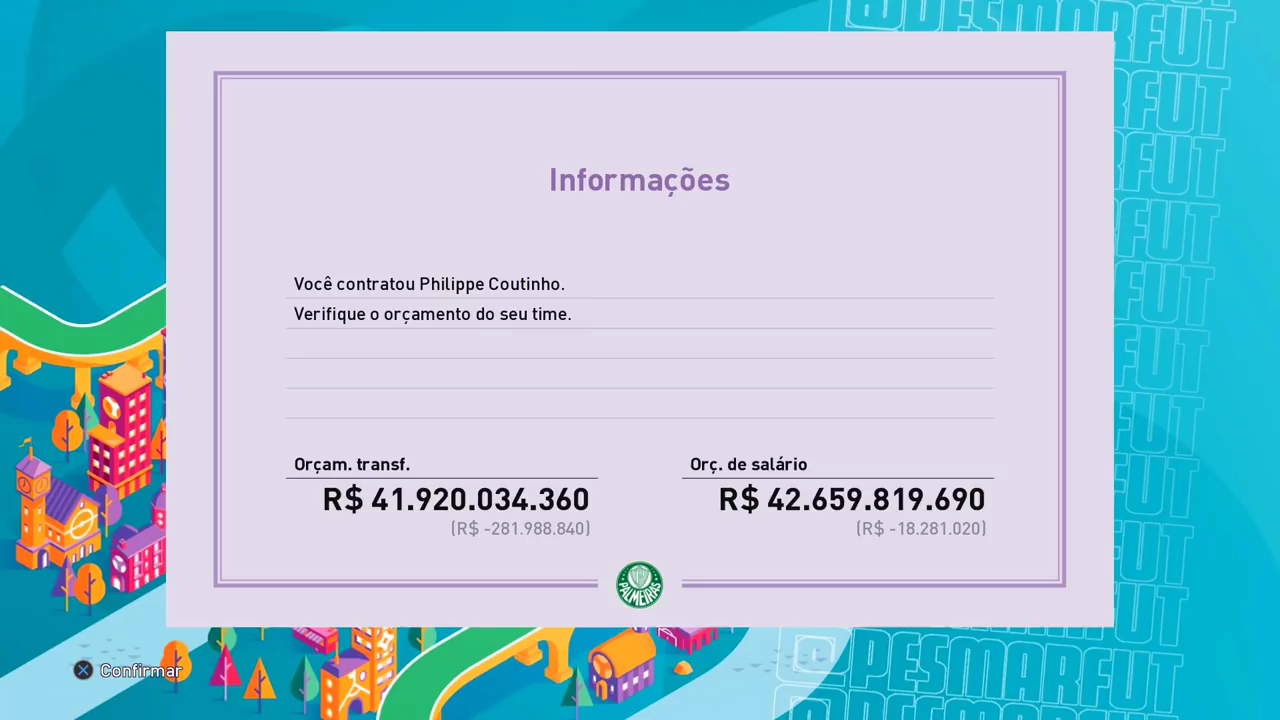 @PESMARFUT
Informações
Você contratou Philippe Coutinho.
Verifique o orçamento do seu time.
Orçam. transf.
Orç. de salário
R$ 41.920.034.360
R$ 42.659.819.690
(R$ -281.988.840)
(R$ -18.281.020)
PALMEIRAS
Confirmar
@PESMARFUT